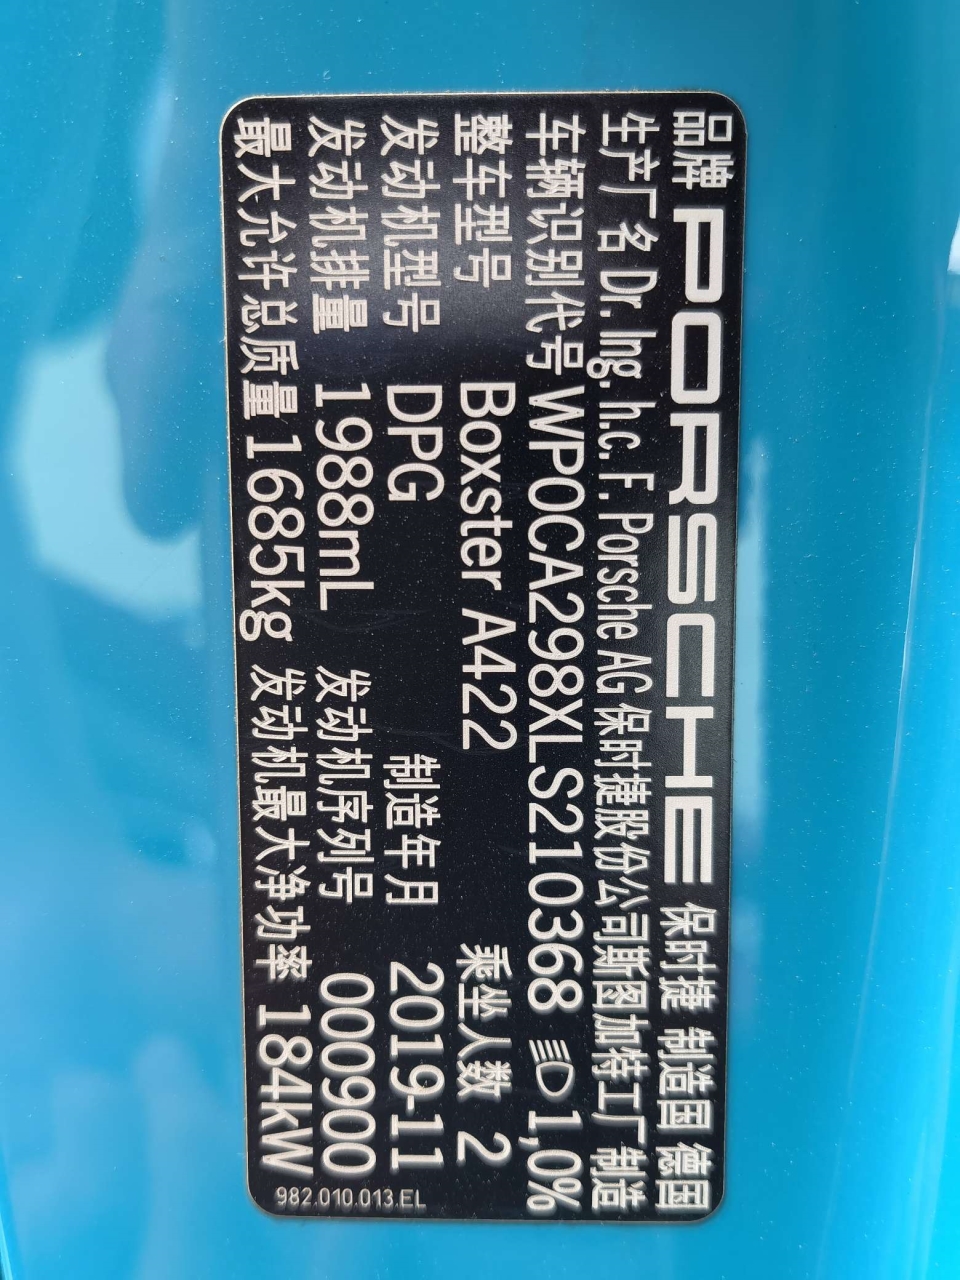 品牌 PORSCHE 保时捷 制造国 德国
生产厂名 Dr. Ing. h.c. F. Porsche AG 保时捷股份公司斯图加特工厂制造
车辆识别代号 WP0CA298XLS210368 1,0%
整车型号 Boxster A422 乘坐人数 2
发动机型号 DPG 制造年月 2019-11
发动机排量 1988mL 发动机序列号 000900
最大允许总质量 1685kg 发动机最大净功率 184kW
982.010.013.EL